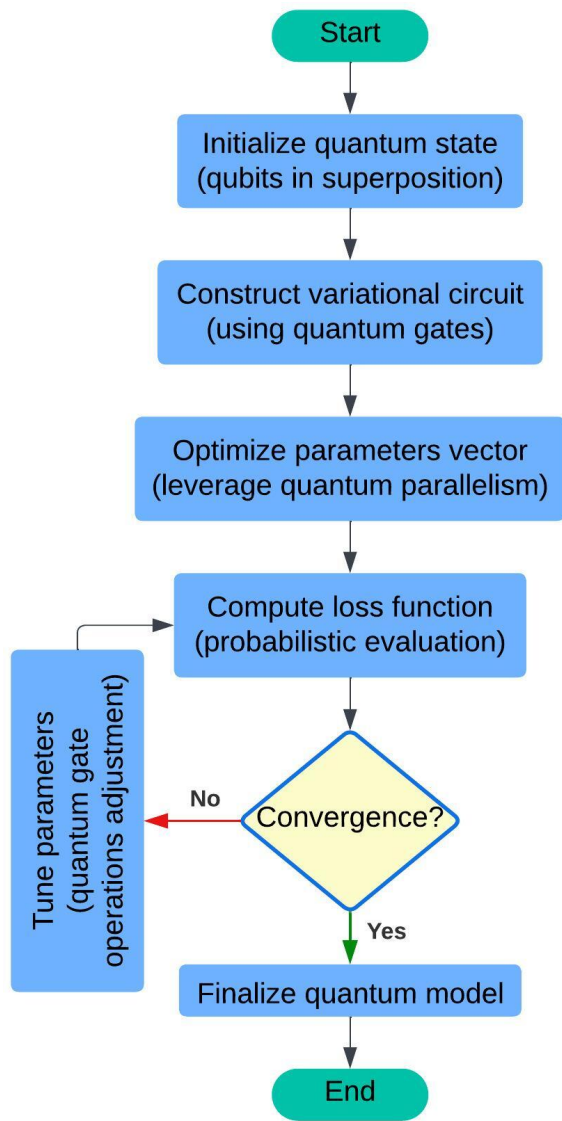 Start
Initialize quantum state
(qubits in superposition)
Construct variational circuit
(using quantum gates)
Optimize parameters vector
(leverage quantum parallelism)
Compute loss function
(probabilistic evaluation)
Tune parameters
(quantum gate
operations adjustment)
No
Convergence?
Yes
Finalize quantum model
End